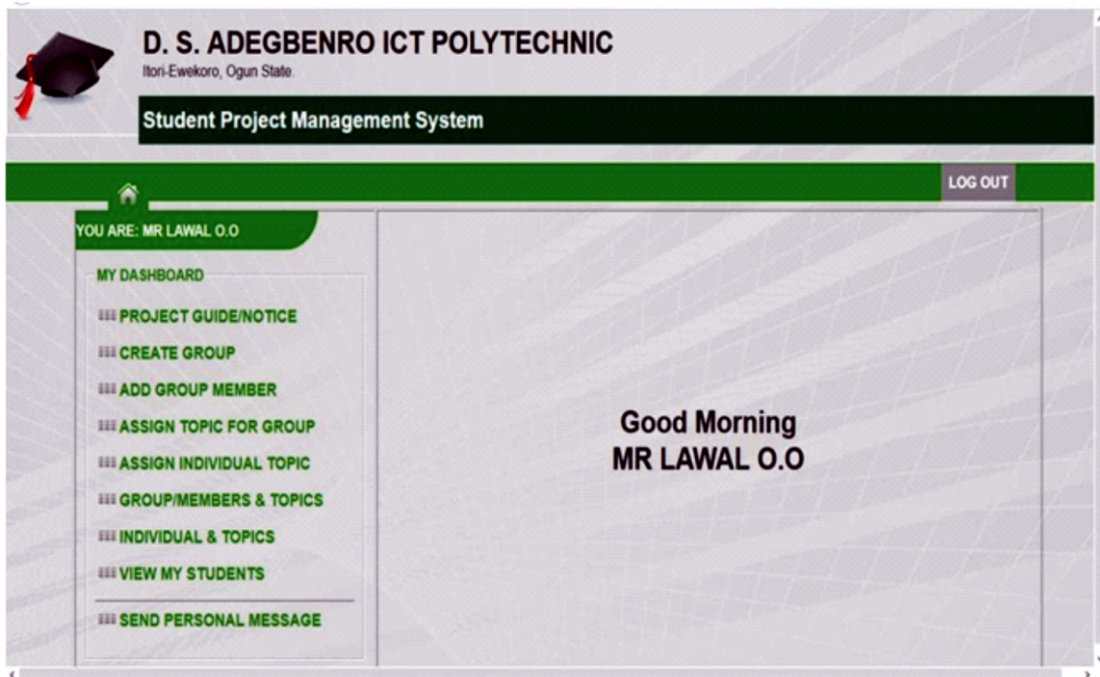 D. S. ADEGBENRO ICT POLYTECHNIC
Itori-Ewekoro, Ogun State.
Student Project Management System
LOG OUT
YOU ARE: MR LAWAL O.O
MY DASHBOARD
PROJECT GUIDE/NOTICE
CREATE GROUP
ADD GROUP MEMBER
ASSIGN TOPIC FOR GROUP
ASSIGN INDIVIDUAL TOPIC
GROUP/MEMBERS & TOPICS
INDIVIDUAL & TOPICS
VIEW MY STUDENTS
SEND PERSONAL MESSAGE
Good Morning
MR LAWAL O.O